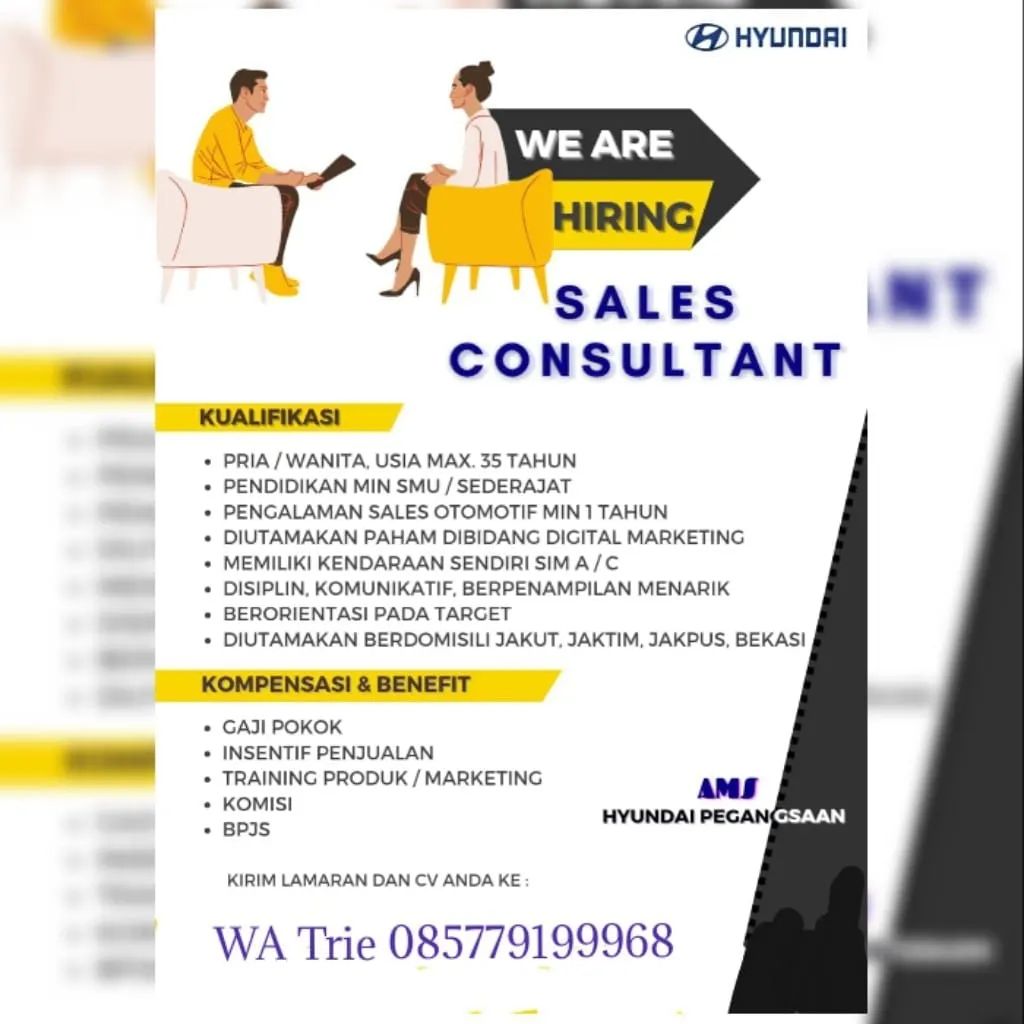 HYUNDAI
WE ARE
HIRING
SALES
CONSULTANT
KUALIFIKASI
• PRIA / WANITA, USIA MAX. 35 TAHUN
• PENDIDIKAN MIN SMU / SEDERAJAT
• PENGALAMAN SALES OTOMOTIF MIN 1 TAHUN
• DIUTAMAKAN PAHAM DIBIDANG DIGITAL MARKETING
• MEMILIKI KENDARAAN SENDIRI SIM A / C
• DISIPLIN, KOMUNIKATIF, BERPENAMPILAN MENARIK
• BERORIENTASI PADA TARGET
• DIUTAMAKAN BERDOMISILI JAKUT, JAKTIM, JAKPUS, BEKASI
KOMPENSASI & BENEFIT
• GAJI POKOK
• INSENTIF PENJUALAN
• TRAINING PRODUK / MARKETING
• KOMISI
• BPJS
AMS
HYUNDAI PEGANGSAAN
KIRIM LAMARAN DAN CV ANDA KE :
WA Trie 085779199968